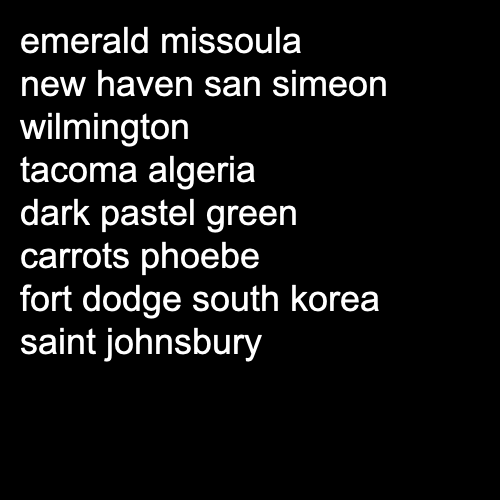 emerald missoula
new haven san simeon
wilmington
tacoma algeria
dark pastel green
carrots phoebe
fort dodge south korea
saint johnsbury